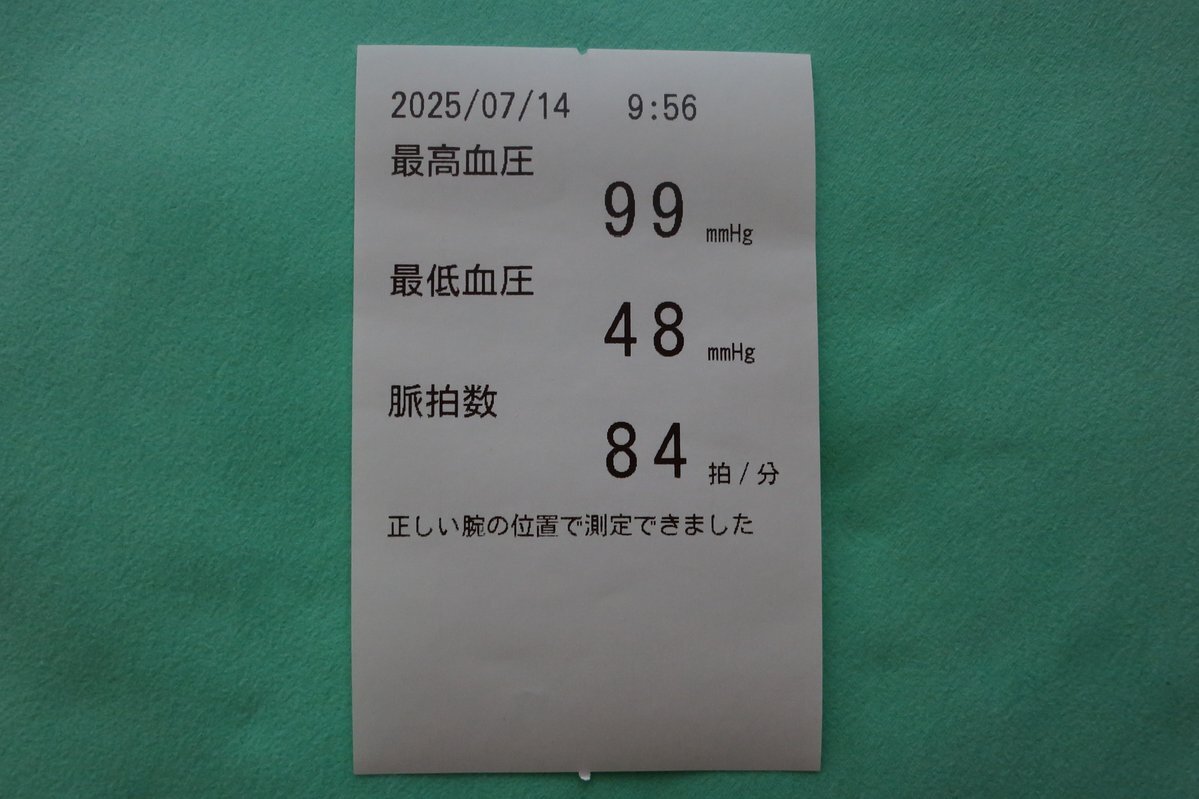 2025/07/14 9:56
最高血圧
99 mmHg
最低血圧
48 mmHg
脈拍数
84 拍/分
正しい腕の位置で測定できました